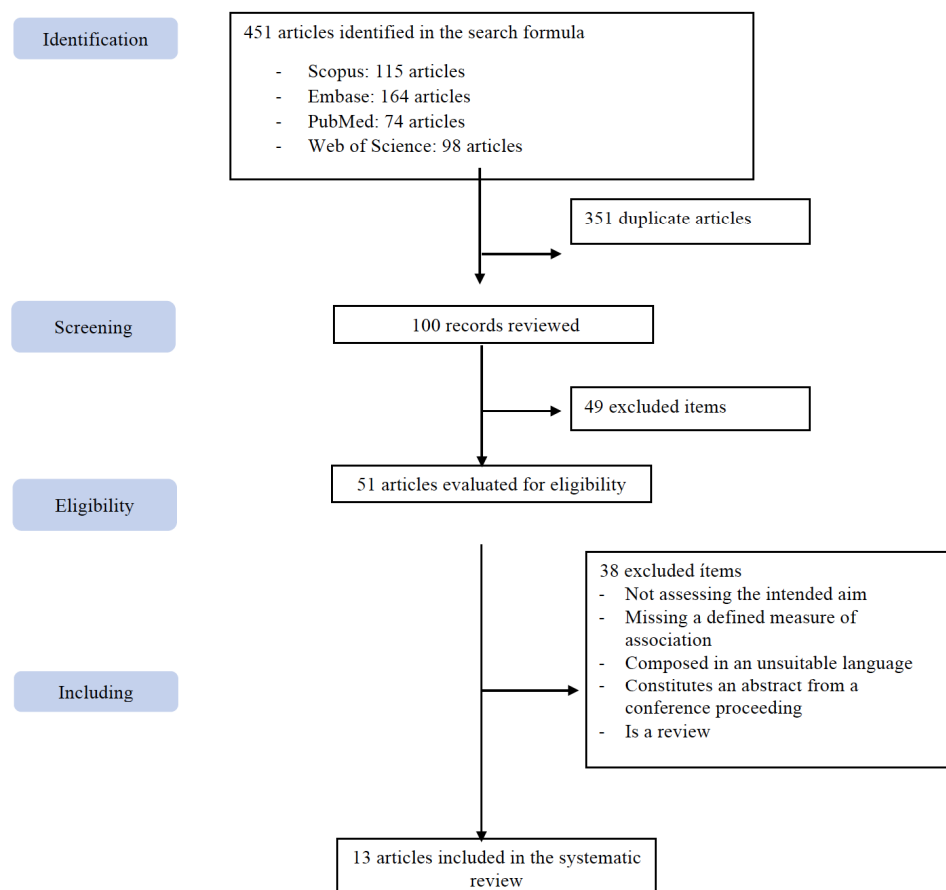 Identification
451 articles identified in the search formula
- Scopus: 115 articles
- Embase: 164 articles
- PubMed: 74 articles
- Web of Science: 98 articles
351 duplicate articles
Screening
100 records reviewed
49 excluded items
Eligibility
51 articles evaluated for eligibility
38 excluded ítems
- Not assessing the intended aim
- Missing a defined measure of
association
- Composed in an unsuitable language
- Constitutes an abstract from a
conference proceeding
- Is a review
Including
13 articles included in the systematic
review